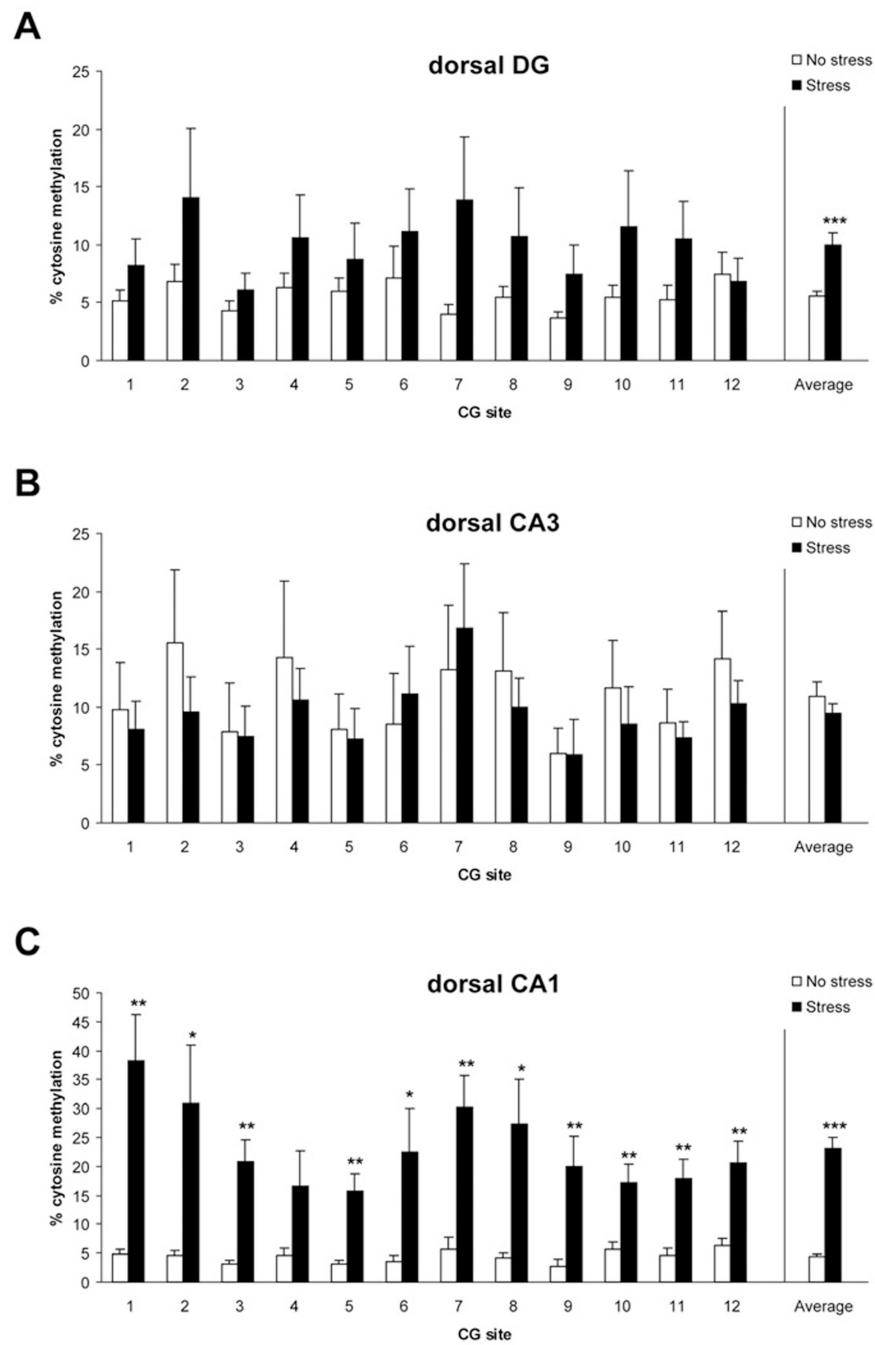 A
dorsal DG
No stress
Stress
% cytosine methylation
25
20
15
10
5
0
***
1 2 3 4 5 6 7 8 9 10 11 12 Average
CG site
B
dorsal CA3
No stress
Stress
% cytosine methylation
25
20
15
10
5
0
1 2 3 4 5 6 7 8 9 10 11 12 Average
CG site
C
dorsal CA1
No stress
Stress
% cytosine methylation
50
45
40
35
30
25
20
15
10
5
0
** * ** ** * ** * ** ** ** ** ***
1 2 3 4 5 6 7 8 9 10 11 12 Average
CG site